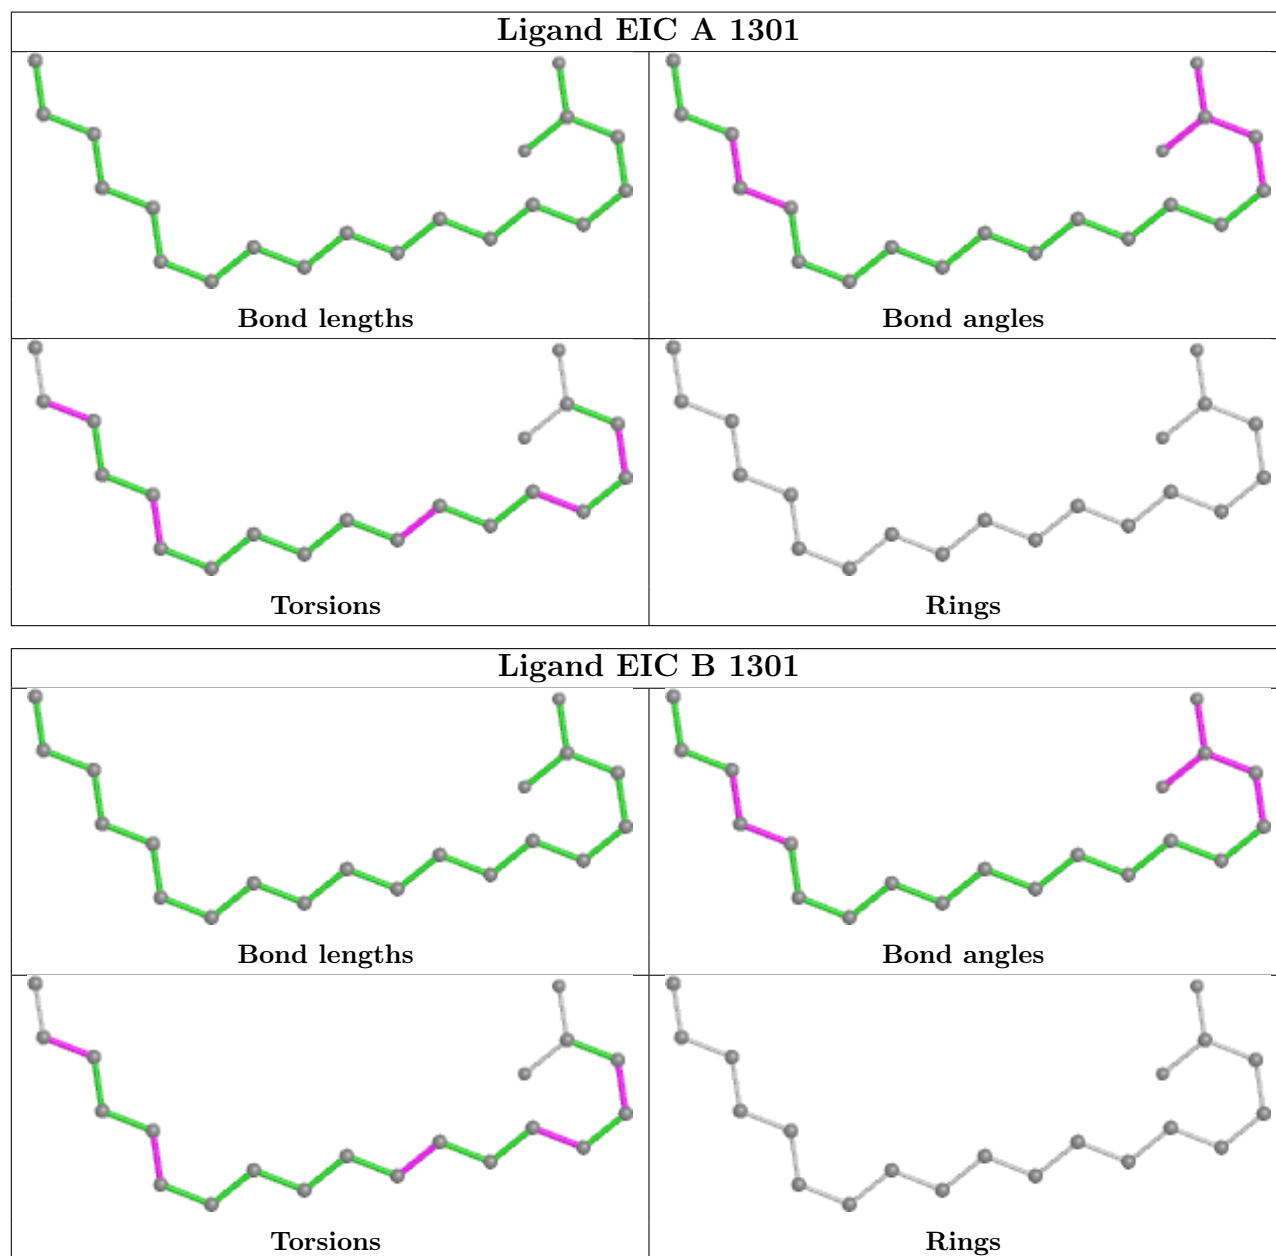 Ligand EIC A 1301
Bond lengths
Bond angles
Torsions
Rings
Ligand EIC B 1301
Bond lengths
Bond angles
Torsions
Rings